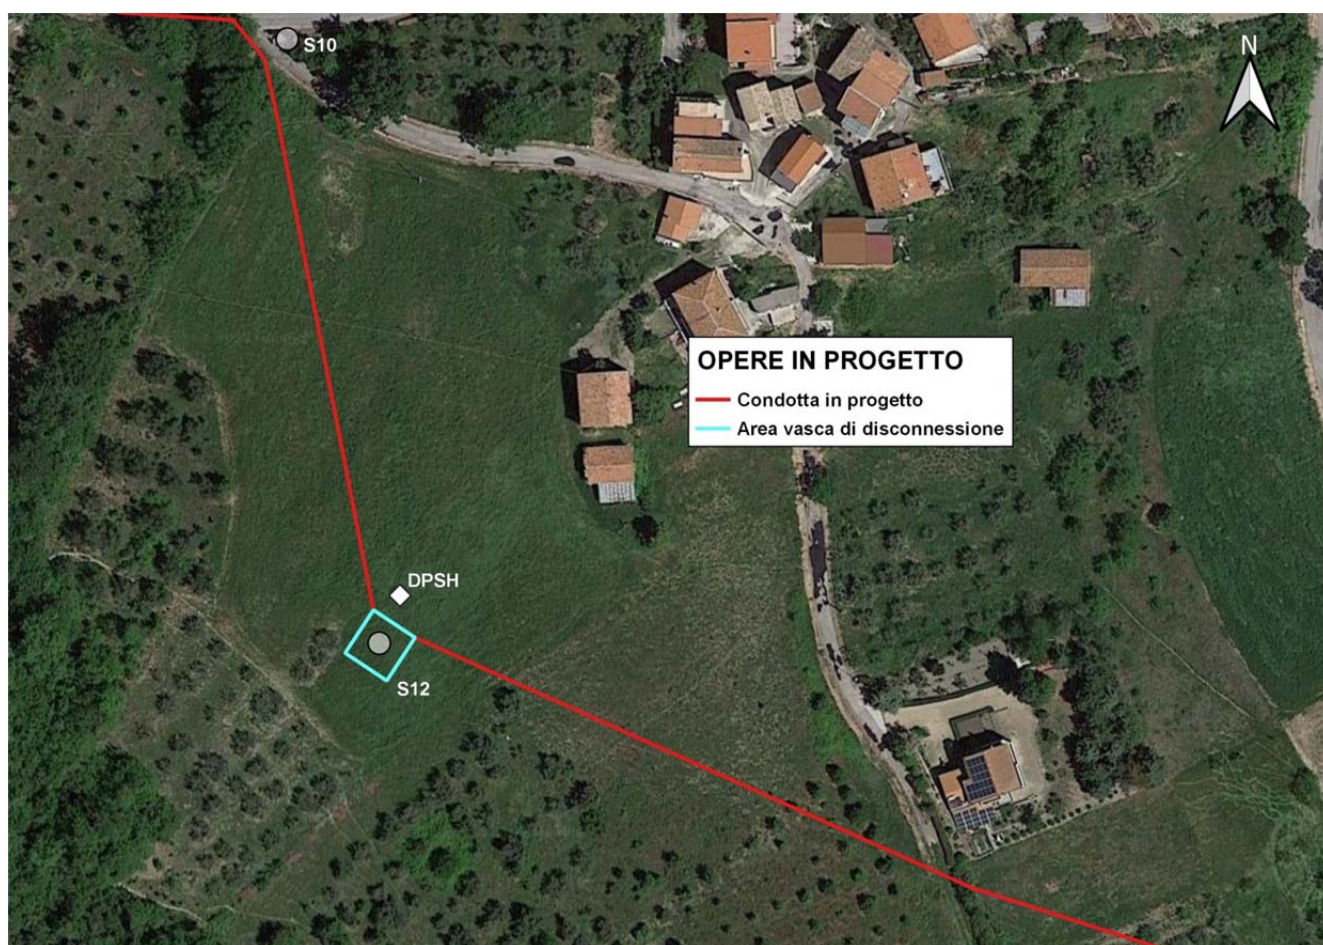 S10
N
OPERE IN PROGETTO
Condotta in progetto
Area vasca di disconnessione
DPSH
S12